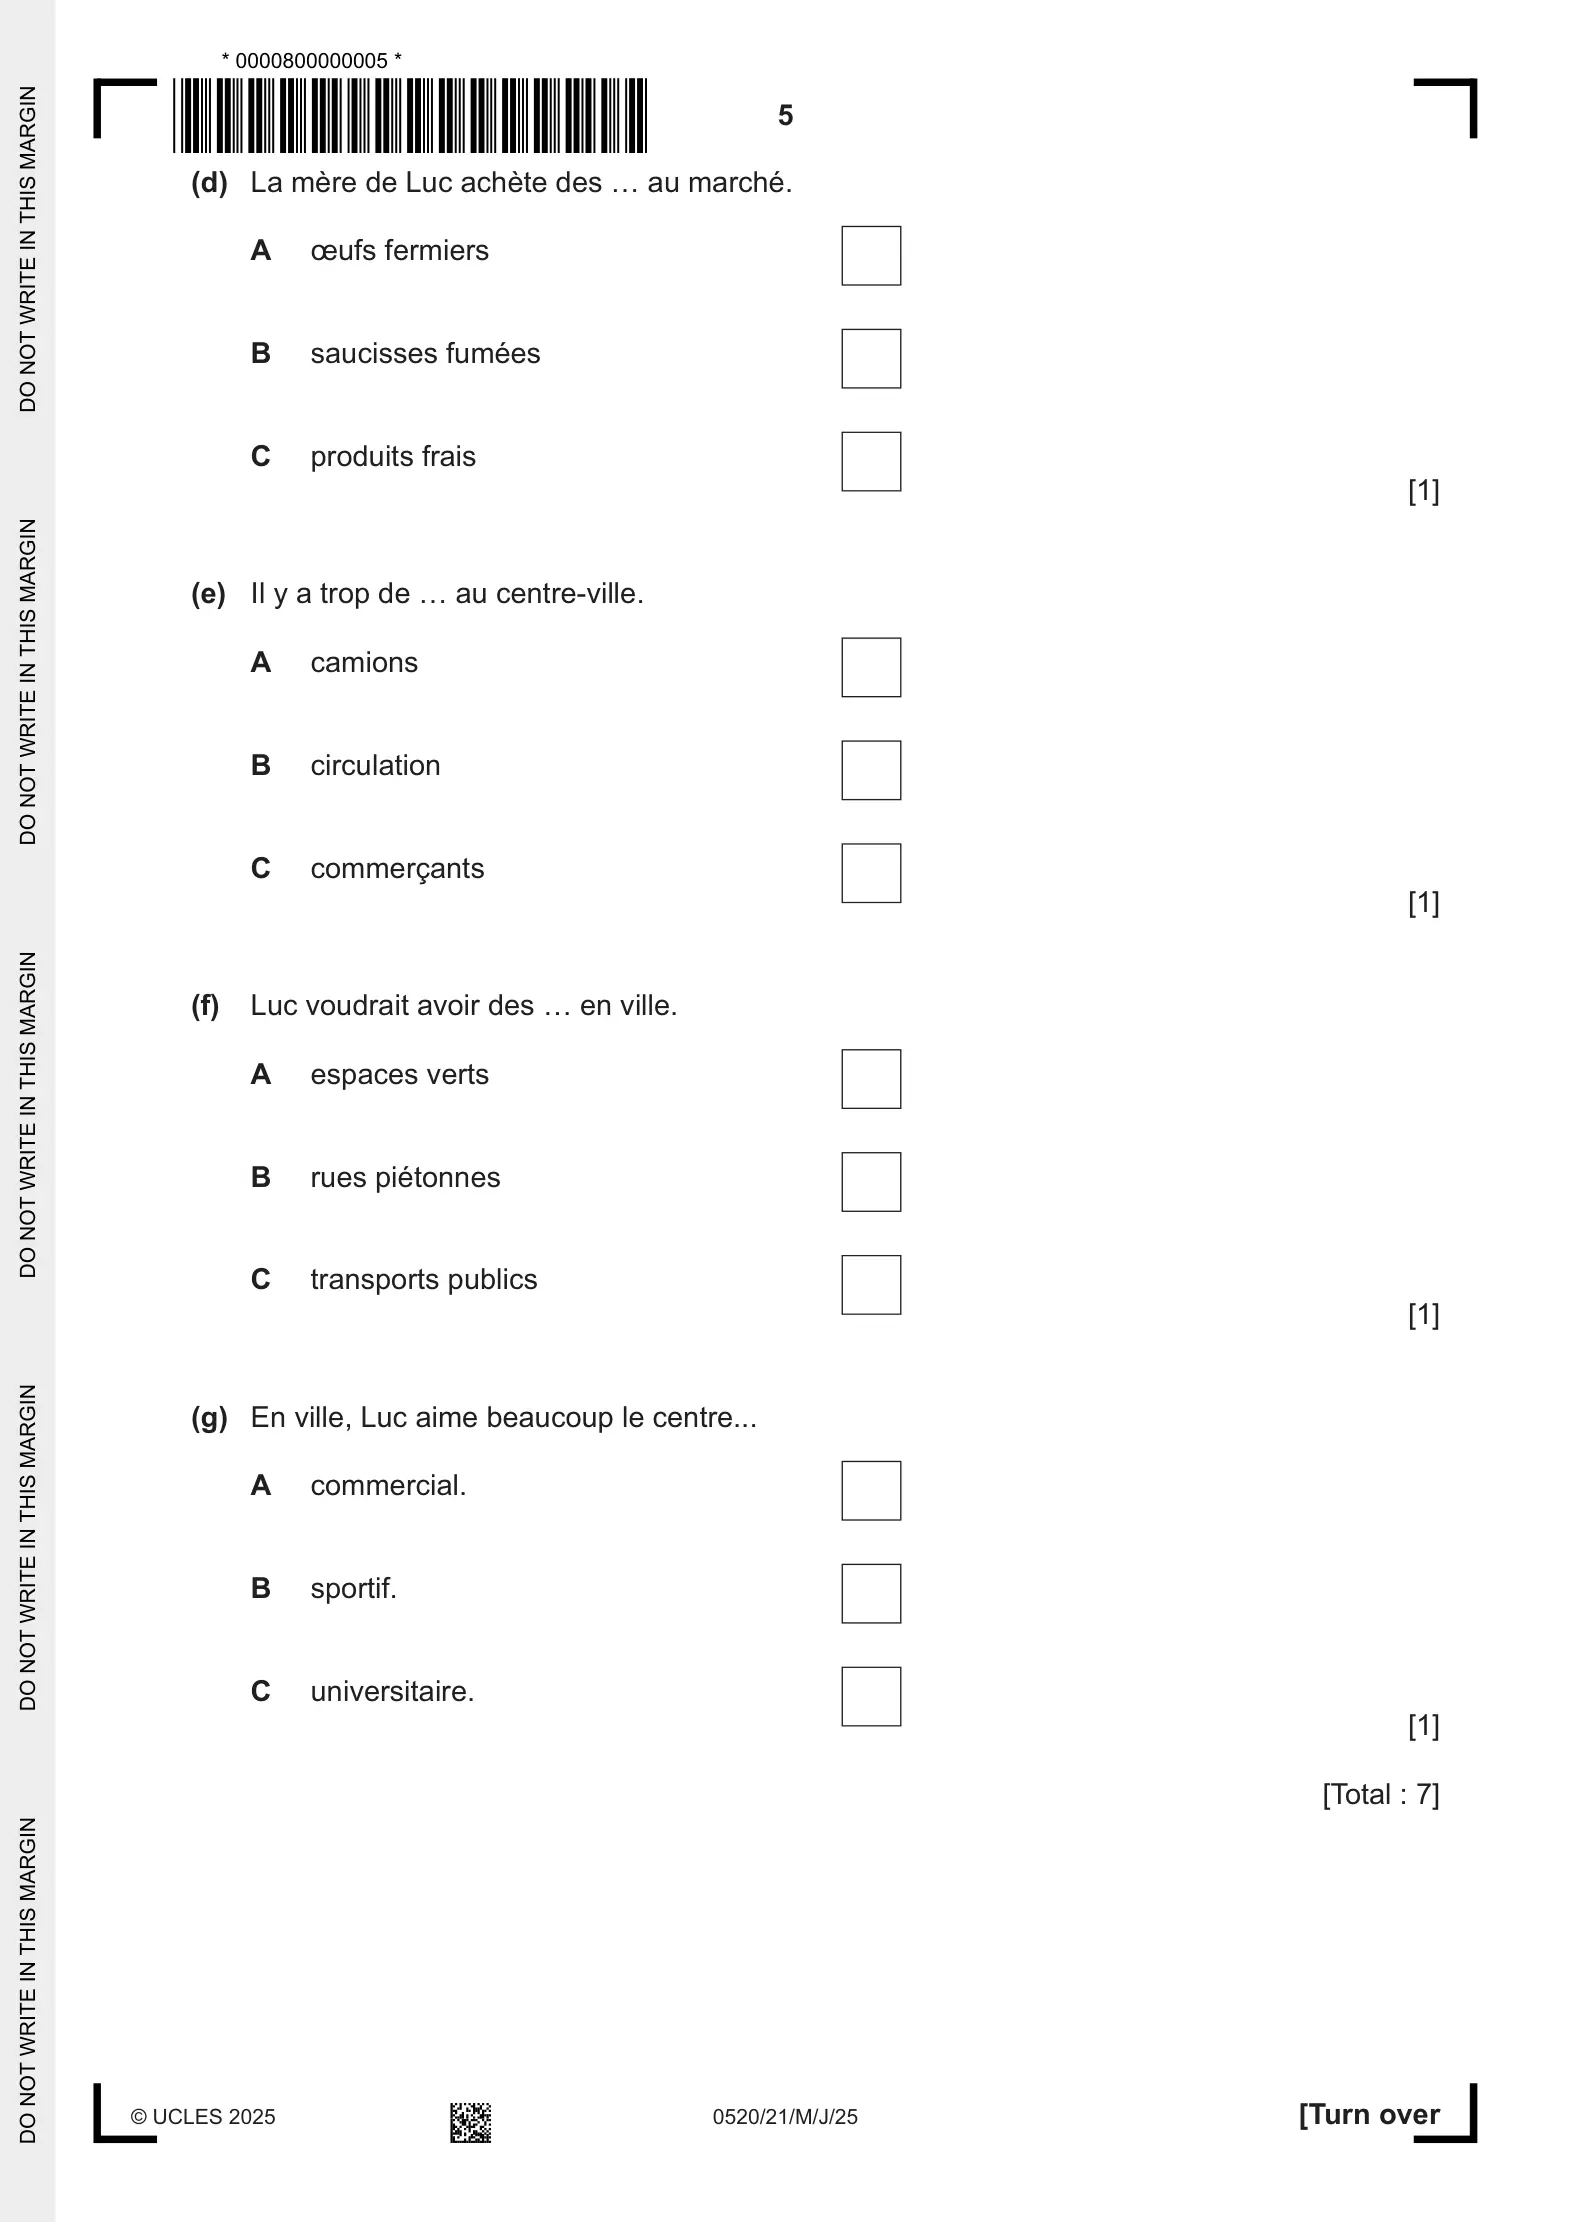 * 0000800000005 *
5
DO NOT WRITE IN THIS MARGIN
DO NOT WRITE IN THIS MARGIN
DO NOT WRITE IN THIS MARGIN
DO NOT WRITE IN THIS MARGIN
DO NOT WRITE IN THIS MARGIN
(d) La mère de Luc achète des … au marché.
A œufs fermiers
B saucisses fumées
C produits frais
[1]
(e) Il y a trop de … au centre-ville.
A camions
B circulation
C commerçants
[1]
(f) Luc voudrait avoir des … en ville.
A espaces verts
B rues piétonnes
C transports publics
[1]
(g) En ville, Luc aime beaucoup le centre...
A commercial.
B sportif.
C universitaire.
[1]
[Total : 7]
© UCLES 2025
0520/21/M/J/25
[Turn over